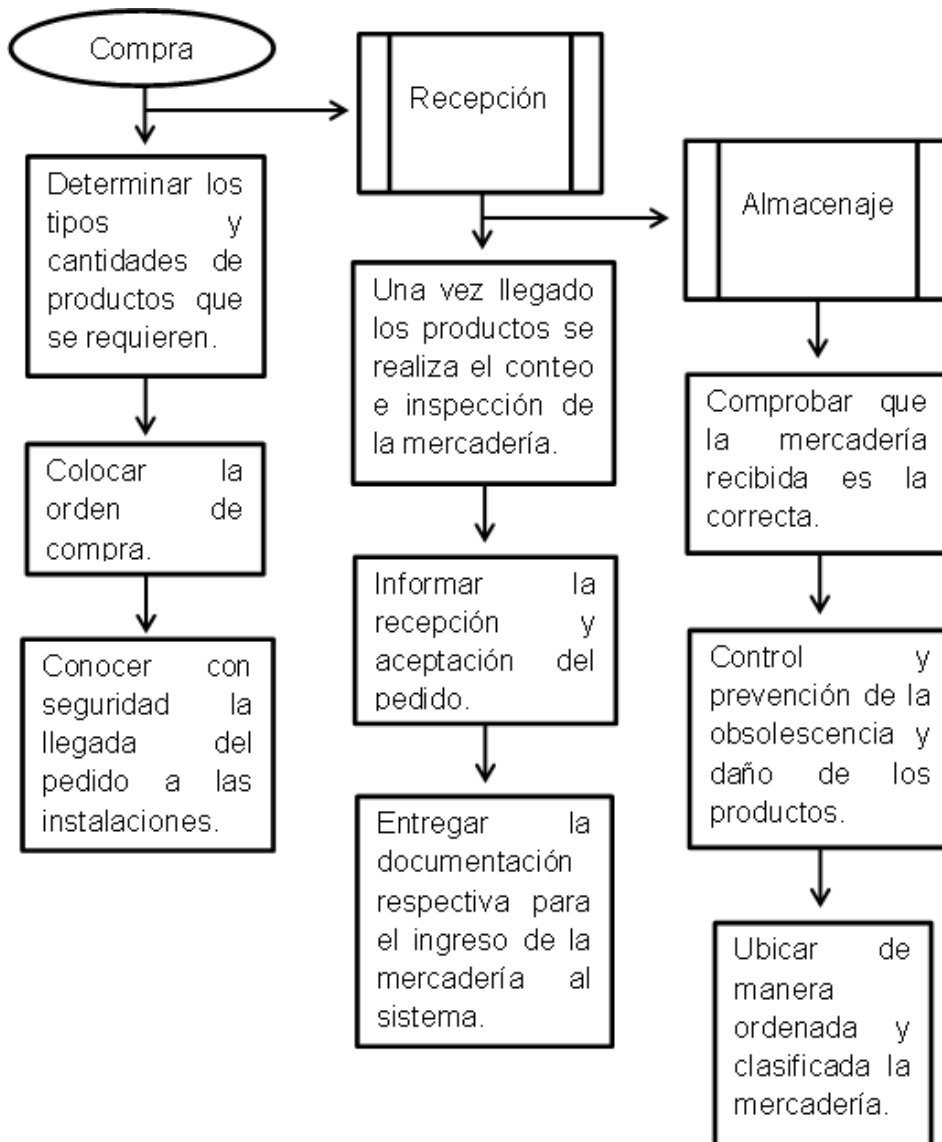 Compra
Determinar los
tipos y
cantidades de
productos que
se requieren.
Colocar la
orden de
compra.
Conocer con
seguridad la
llegada del
pedido a las
instalaciones.
Recepción
Una vez llegado
los productos se
realiza el conteo
e inspección de
la mercadería.
Informar la
recepción y
aceptación del
pedido.
Entregar la
documentación
respectiva para
el ingreso de la
mercadería al
sistema.
Almacenaje
Comprobar que
la mercadería
recibida es la
correcta.
Control y
prevención de la
obsolescencia y
daño de los
productos.
Ubicar de
manera
ordenada y
clasificada la
mercadería.